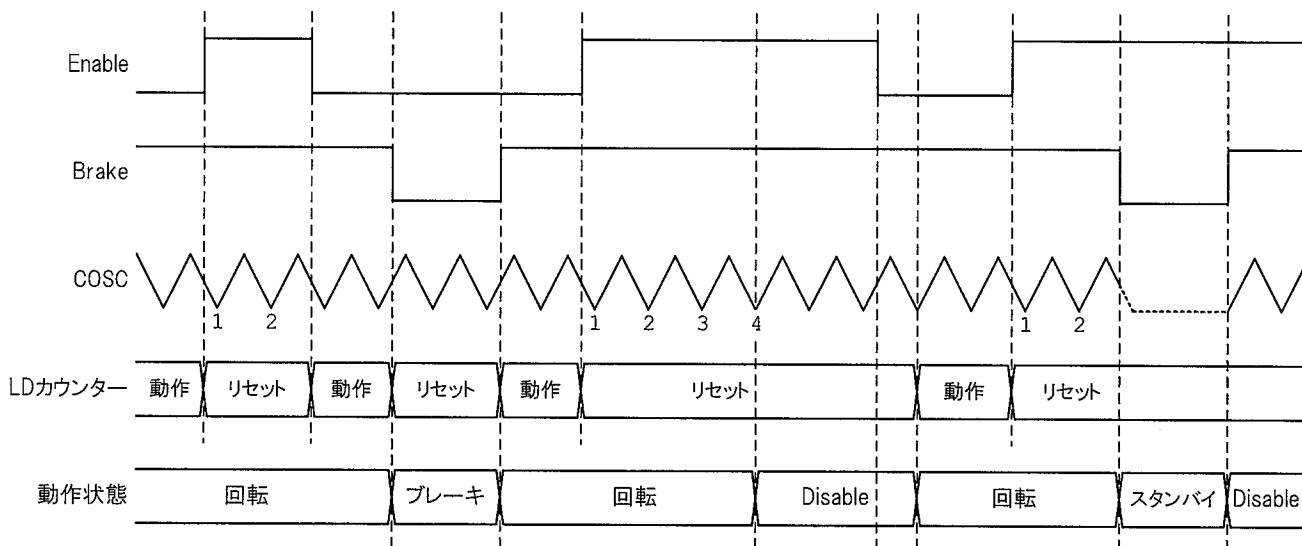 Enable
Brake
COSC
1 2 1 2 3 4 1 2
LDカウンター 動作 リセット 動作 リセット 動作 リセット 動作 リセット
動作状態 回転 ブレーキ 回転 Disable 回転 スタンバイ Disable